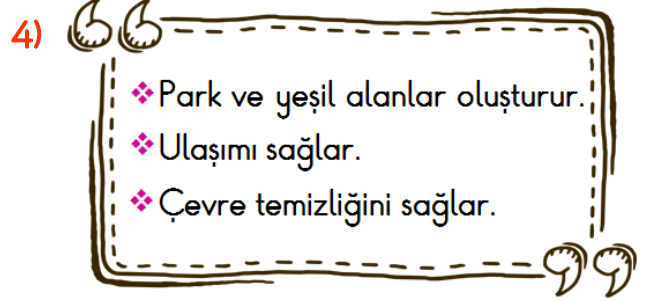 4)
❖Park ve yeşil alanlar oluşturur.
❖Ulaşımı sağlar.
❖Çevre temizliğini sağlar.